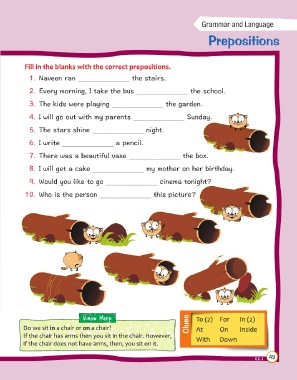 Grammar and Language
Prepositions
Fill in the blanks with the correct prepositions.
1. Naveen ran ______________ the stairs.
2. Every morning, I take the bus ______________ the school.
3. The kids were playing ______________ the garden.
4. I will go out with my parents ______________ Sunday.
5. The stars shine ______________ night.
6. I write ______________ a pencil.
7. There was a beautiful vase ______________ the box.
8. I will get a cake ______________ my mother on her birthday.
9. Would you like to go ______________ cinema tonight?
10. Who is the person ______________ this picture?
Know More
Do we sit in a chair or on a chair?
If the chair has arms then you sit in the chair. However,
if the chair does not have arms, then, you sit on it.
Clues
To (2) For In (2)
At On Inside
With Down
49